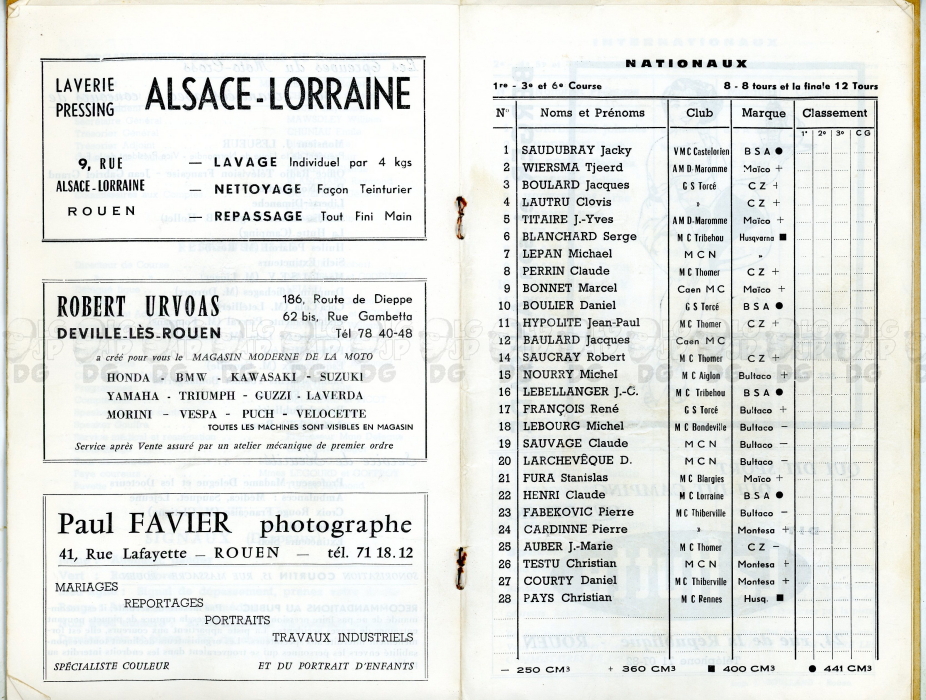 LAVERIE
PRESSING
ALSACE-LORRAINE
9, RUE
ALSACE-LORRAINE
ROUEN
— LAVAGE Individuel par 4 kgs
— NETTOYAGE Façon Teinturier
— REPASSAGE Tout Fini Main
ROBERT URVOAS
DEVILLE-LÈS-ROUEN
186, Route de Dieppe
62 bis, Rue Gambetta
Tél 78 40-48
a créé pour vous le MAGASIN MODERNE DE LA MOTO
HONDA - BMW - KAWASAKI - SUZUKI
YAMAHA - TRIUMPH - GUZZI - LAVERDA
MORINI - VESPA - PUCH - VELOCETTE
TOUTES LES MACHINES SONT VISIBLES EN MAGASIN
Service après Vente assuré par un atelier mécanique de premier ordre
Paul FAVIER photographe
41, Rue Lafayette — ROUEN — tél. 71 18.12
MARIAGES
REPORTAGES
PORTRAITS
TRAVAUX INDUSTRIELS
SPÉCIALISTE COULEUR ET DU PORTRAIT D'ENFANTS
NATIONAUX
1re - 3e et 6e Course 8 - 8 tours et la finale 12 Tours
N° Noms et Prénoms Club Marque Classement
1° 2° 3° CG
1 SAUDUBRAY Jacky VMC Castelorien BSA ●
2 WIERSMA Tjeerd AMD-Maromme Maïco +
3 BOULARD Jacques GS Torcé CZ +
4 LAUTRU Clovis » CZ +
5 TITAIRE J.-Yves AMD-Maromme Maïco +
6 BLANCHARD Serge MC Tribehou Husqvarna ■
7 LEPAN Michael MCN »
8 PERRIN Claude MC Thomer CZ +
9 BONNET Marcel Caen MC Maïco +
10 BOULIER Daniel GS Torcé BSA ●
11 HYPOLITE Jean-Paul MC Thomer CZ +
12 BAULARD Jacques Caen MC
14 SAUCRAY Robert MC Thomer CZ +
15 NOURRY Michel MC Aiglon Bultaco +
16 LEBELLANGER J.-C. MC Tribehou BSA ●
17 FRANÇOIS René GS Torcé Bultaco +
18 LEBOURG Michel MC Bondeville Bultaco —
19 SAUVAGE Claude MCN Bultaco —
20 LARCHEVÊQUE D. MCN Bultaco —
21 FURA Stanislas MC Blargies Maïco +
22 HENRI Claude MC Lorraine BSA ●
23 FABEKOVIC Pierre MC Thiberville Bultaco —
24 CARDINNE Pierre » Montesa +
25 AUBER J.-Marie MC Thomer CZ —
26 TESTU Christian MCN Montesa +
27 COURTY Daniel MC Thiberville Montesa +
28 PAYS Christian MC Rennes Husq. ■
— 250 CM3 + 360 CM3 ■ 400 CM3 ● 441 CM3